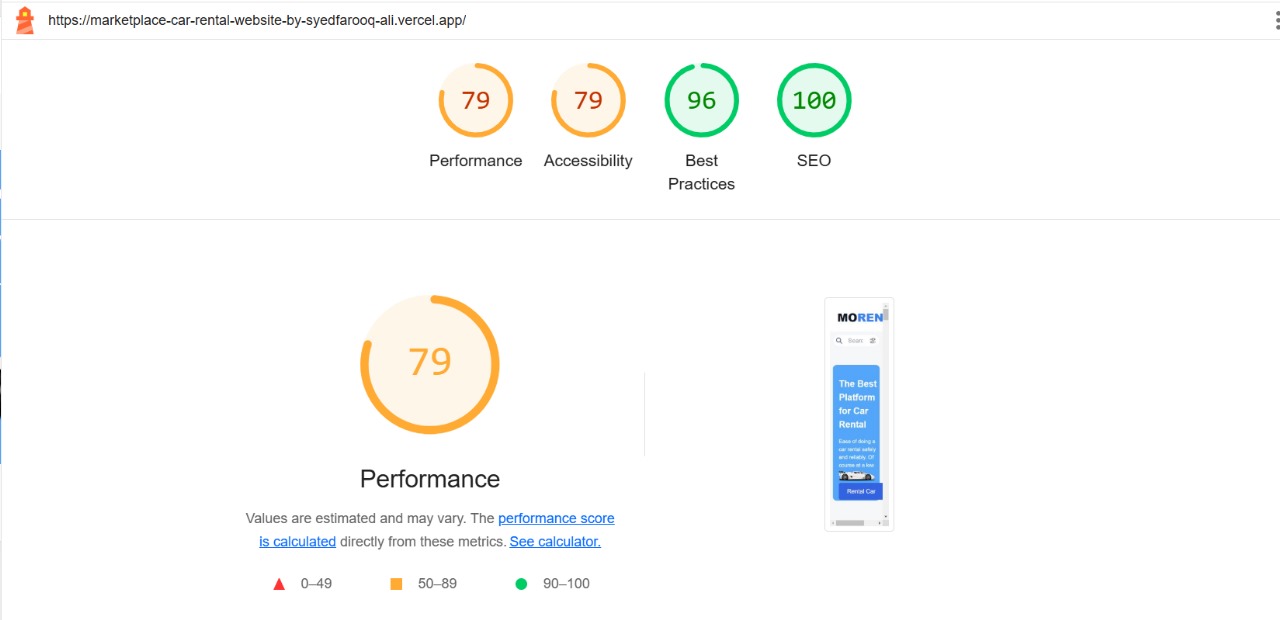 https://marketplace-car-rental-website-by-syedfarooq-ali.vercel.app/
79
79
96
100
Performance
Accessibility
Best
Practices
SEO
79
Performance
Values are estimated and may vary. The performance score
is calculated directly from these metrics. See calculator.
0–49
50–89
90–100
MOREN
Searc
The Best
Platform
for Car
Rental
Ease of doing a
car rental safely
and reliably. Of
course at a low
Rental Car